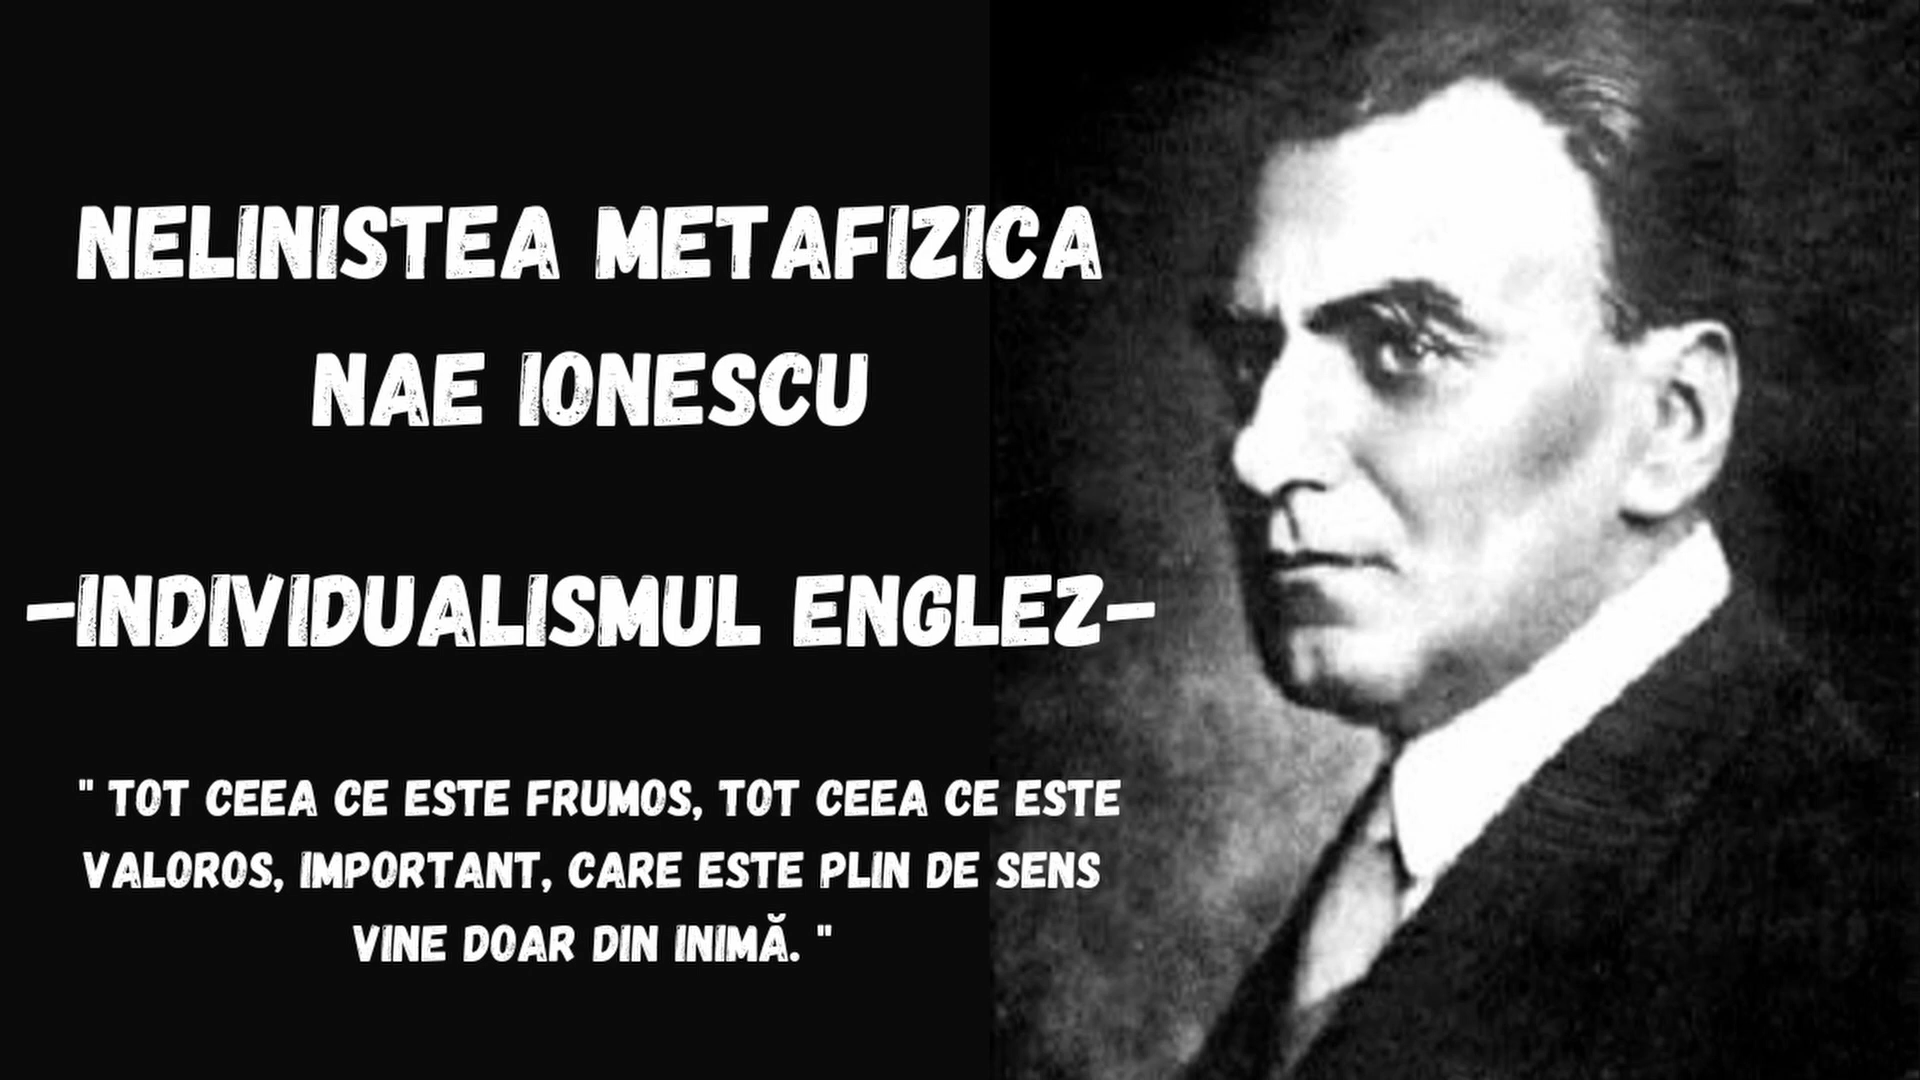 NELINISTEA METAFIZICA
NAE IONESCU
-INDIVIDUALISMUL ENGLEZ-
" TOT CEEA CE ESTE FRUMOS, TOT CEEA CE ESTE
VALOROS, IMPORTANT, CARE ESTE PLIN DE SENS
VINE DOAR DIN INIMĂ. "